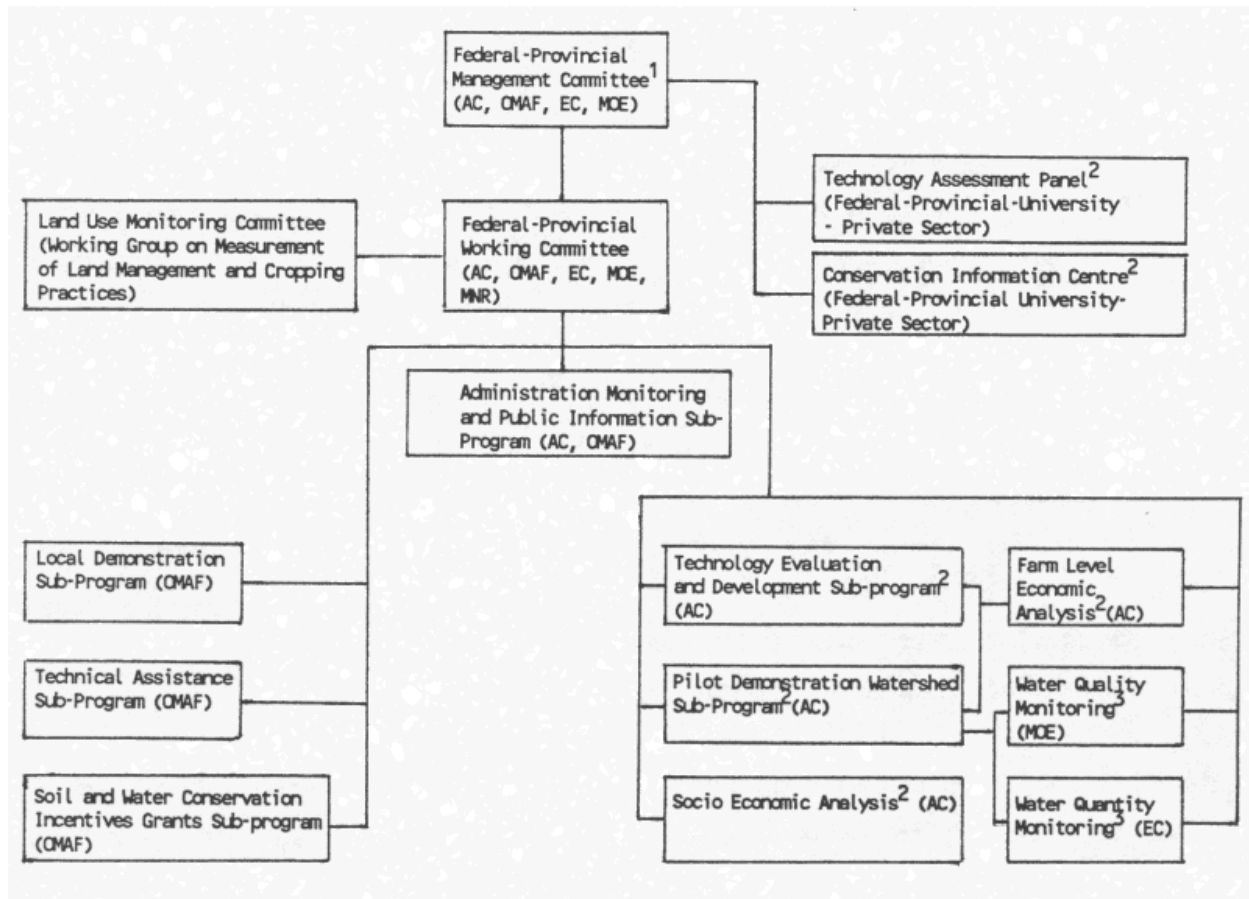 Federal-Provincial
Management Committee¹
(AC, OMAF, EC, MOE)
Technology Assessment Panel²
(Federal-Provincial-University
- Private Sector)
Land Use Monitoring Committee
(Working Group on Measurement
of Land Management and Cropping
Practices)
Federal-Provincial
Working Committee
(AC, OMAF, EC, MOE,
MNR)
Conservation Information Centre²
(Federal-Provincial University-
Private Sector)
Administration Monitoring
and Public Information Sub-
Program (AC, OMAF)
Local Demonstration
Sub-Program (OMAF)
Technology Evaluation
and Development Sub-program²
(AC)
Farm Level
Economic
Analysis²(AC)
Technical Assistance
Sub-Program (OMAF)
Pilot Demonstration Watershed
Sub-Program²(AC)
Water Quality
Monitoring³
(MOE)
Soil and Water Conservation
Incentives Grants Sub-program
(OMAF)
Socio Economic Analysis² (AC)
Water Quantity
Monitoring³ (EC)